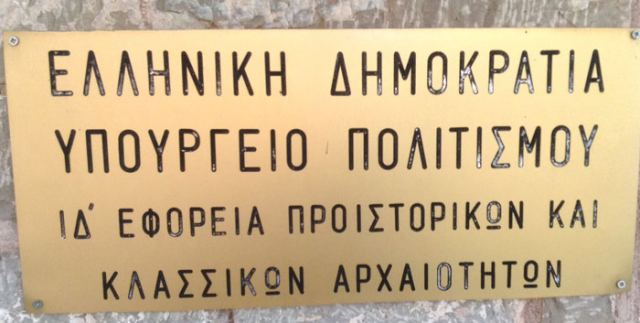 ΕΛΛΗΝΙΚΗ ΔΗΜΟΚΡΑΤΙΑ
ΥΠΟΥΡΓΕΙΟ ΠΟΛΙΤΙΣΜΟΥ
ΙΔ' ΕΦΟΡΕΙΑ ΠΡΟΙΣΤΟΡΙΚΩΝ ΚΑΙ
ΚΛΑΣΣΙΚΩΝ ΑΡΧΑΙΟΤΗΤΩΝ